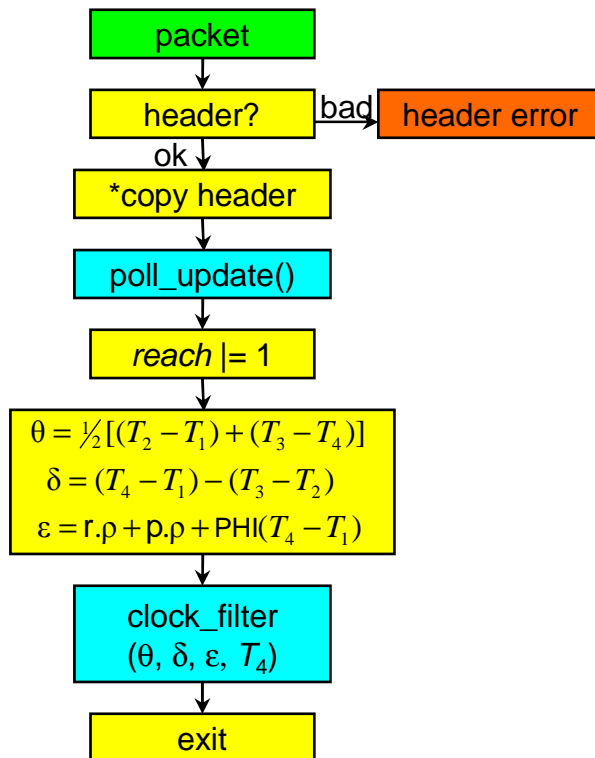 packet
header?
bad
header error
ok
*copy header
poll_update()
reach |= 1
θ = ½[(T₂ − T₁) + (T₃ − T₄)]
δ = (T₄ − T₁) − (T₃ − T₂)
ε = r.ρ + p.ρ + PHI(T₄ − T₁)
clock_filter
(θ, δ, ε, T₄)
exit